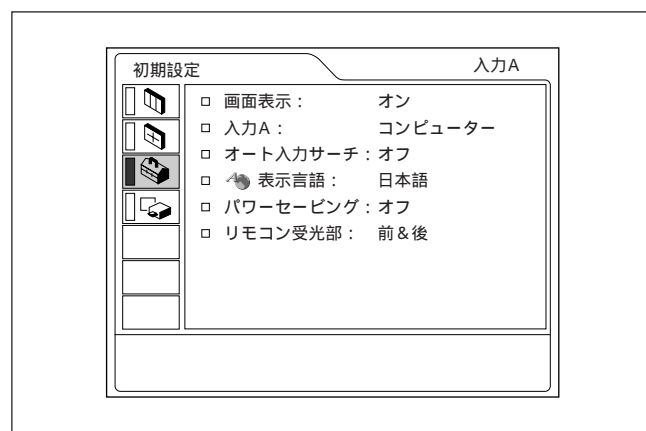 初期設定
入力A
画面表示： オン
入力A： コンピューター
オート入力サーチ：オフ
表示言語： 日本語
パワーセービング：オフ
リモコン受光部： 前＆後